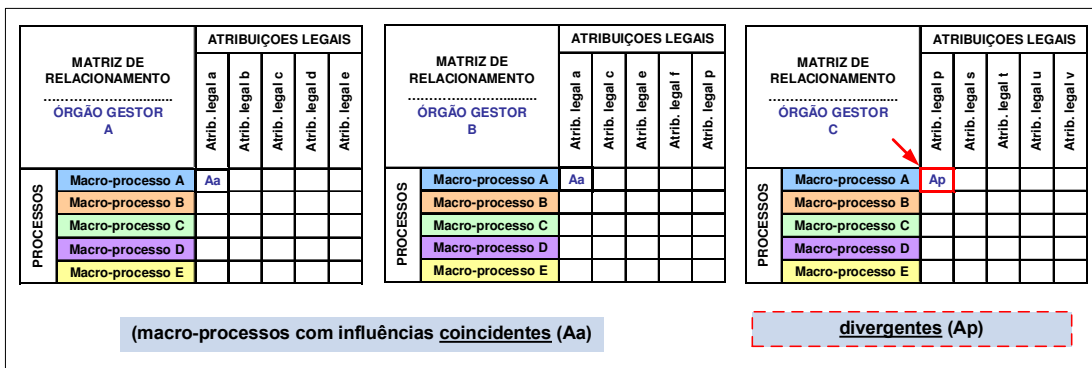 ATRIBUIÇOES LEGAIS
MATRIZ DE
RELACIONAMENTO
ÓRGÃO GESTOR
A
Atrib. legal a
Atrib. legal b
Atrib. legal c
Atrib. legal d
Atrib. legal e
PROCESSOS
Macro-processo A Aa
Macro-processo B
Macro-processo C
Macro-processo D
Macro-processo E
ATRIBUIÇOES LEGAIS
MATRIZ DE
RELACIONAMENTO
ÓRGÃO GESTOR
B
Atrib. legal a
Atrib. legal c
Atrib. legal e
Atrib. legal f
Atrib. legal p
PROCESSOS
Macro-processo A Aa
Macro-processo B
Macro-processo C
Macro-processo D
Macro-processo E
ATRIBUIÇOES LEGAIS
MATRIZ DE
RELACIONAMENTO
ÓRGÃO GESTOR
C
Atrib. legal p
Atrib. legal s
Atrib. legal t
Atrib. legal u
Atrib. legal v
PROCESSOS
Macro-processo A Ap
Macro-processo B
Macro-processo C
Macro-processo D
Macro-processo E
(macro-processos com influências coincidentes (Aa)
divergentes (Ap)